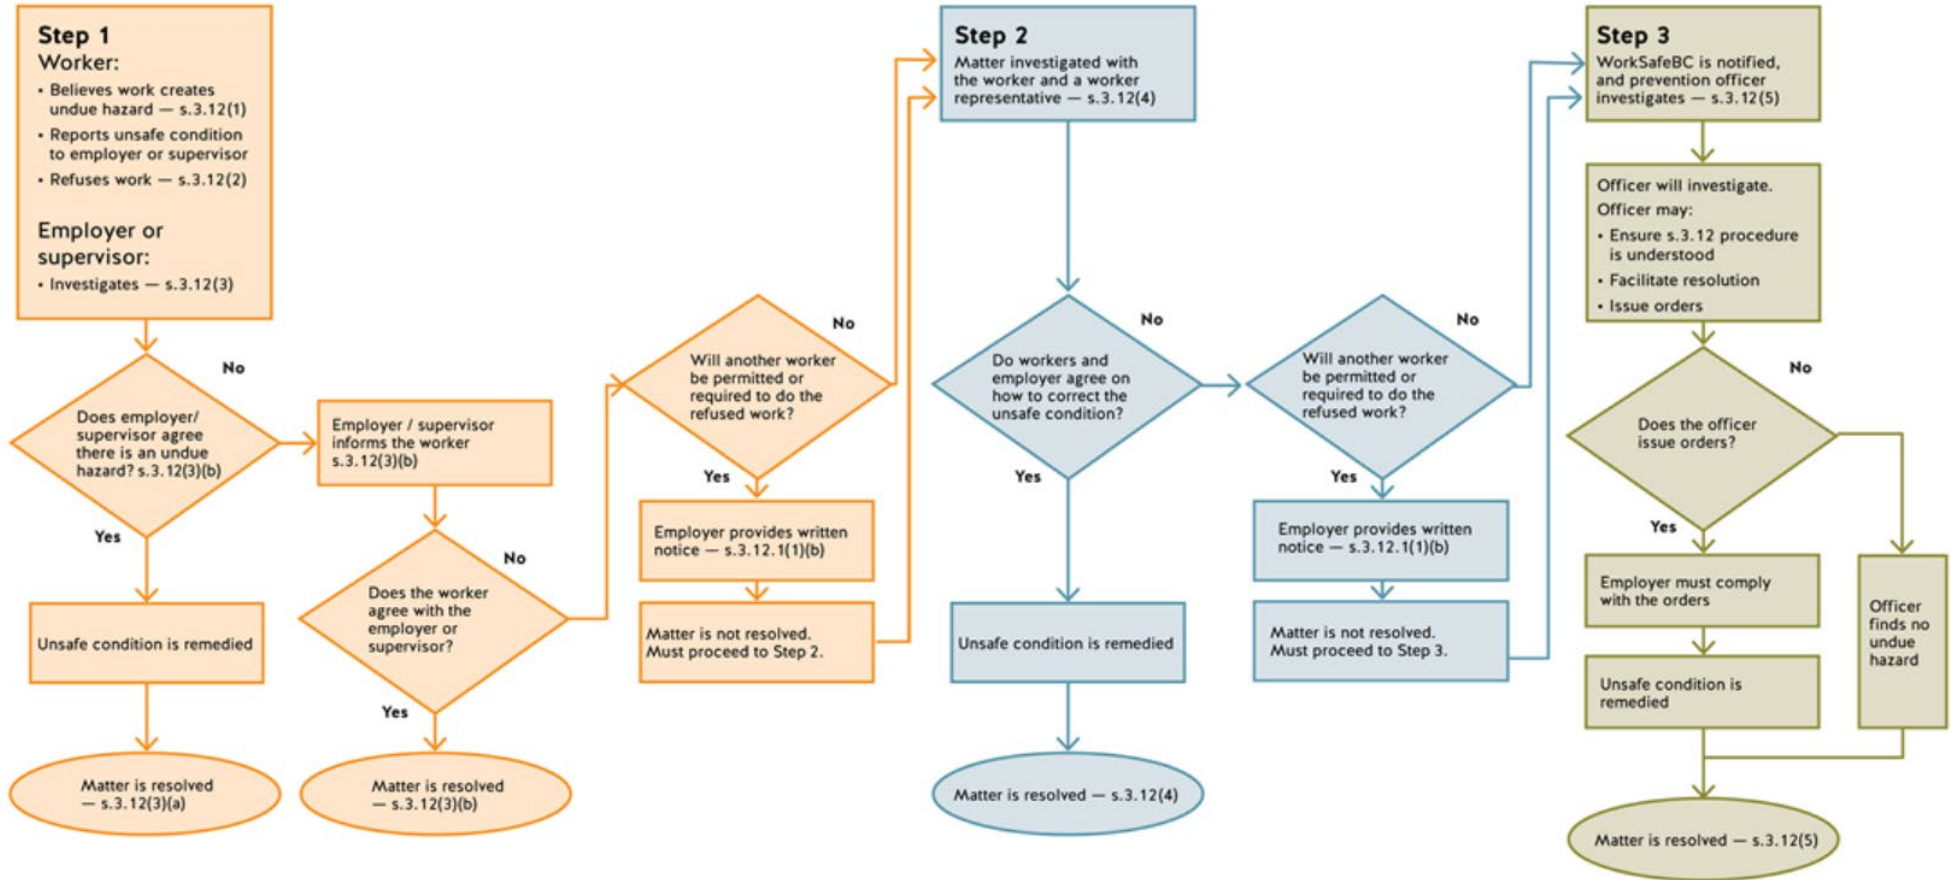 Step 1
Worker:
• Believes work creates
undue hazard — s.3.12(1)
• Reports unsafe condition
to employer or supervisor
• Refuses work — s.3.12(2)
Employer or
supervisor:
• Investigates — s.3.12(3)
No
Does employer/
supervisor agree
there is an undue
hazard? s.3.12(3)(b)
Yes
Unsafe condition is remedied
Matter is resolved
— s.3.12(3)(a)
Employer / supervisor
informs the worker
s.3.12(3)(b)
No
Does the worker
agree with the
employer or
supervisor?
Yes
Matter is resolved
— s.3.12(3)(b)
No
Will another worker
be permitted or
required to do the
refused work?
Yes
Employer provides written
notice — s.3.12.1(1)(b)
Matter is not resolved.
Must proceed to Step 2.
Step 2
Matter investigated with
the worker and a worker
representative — s.3.12(4)
No
Do workers and
employer agree on
how to correct the
unsafe condition?
Yes
Unsafe condition is remedied
Matter is resolved — s.3.12(4)
No
Will another worker
be permitted or
required to do the
refused work?
Yes
Employer provides written
notice — s.3.12.1(1)(b)
Matter is not resolved.
Must proceed to Step 3.
Step 3
WorkSafeBC is notified,
and prevention officer
investigates — s.3.12(5)
Officer will investigate.
Officer may:
• Ensure s.3.12 procedure
is understood
• Facilitate resolution
• Issue orders
No
Does the officer
issue orders?
Yes
Employer must comply
with the orders
Unsafe condition is
remedied
Officer
finds no
undue
hazard
Matter is resolved — s.3.12(5)